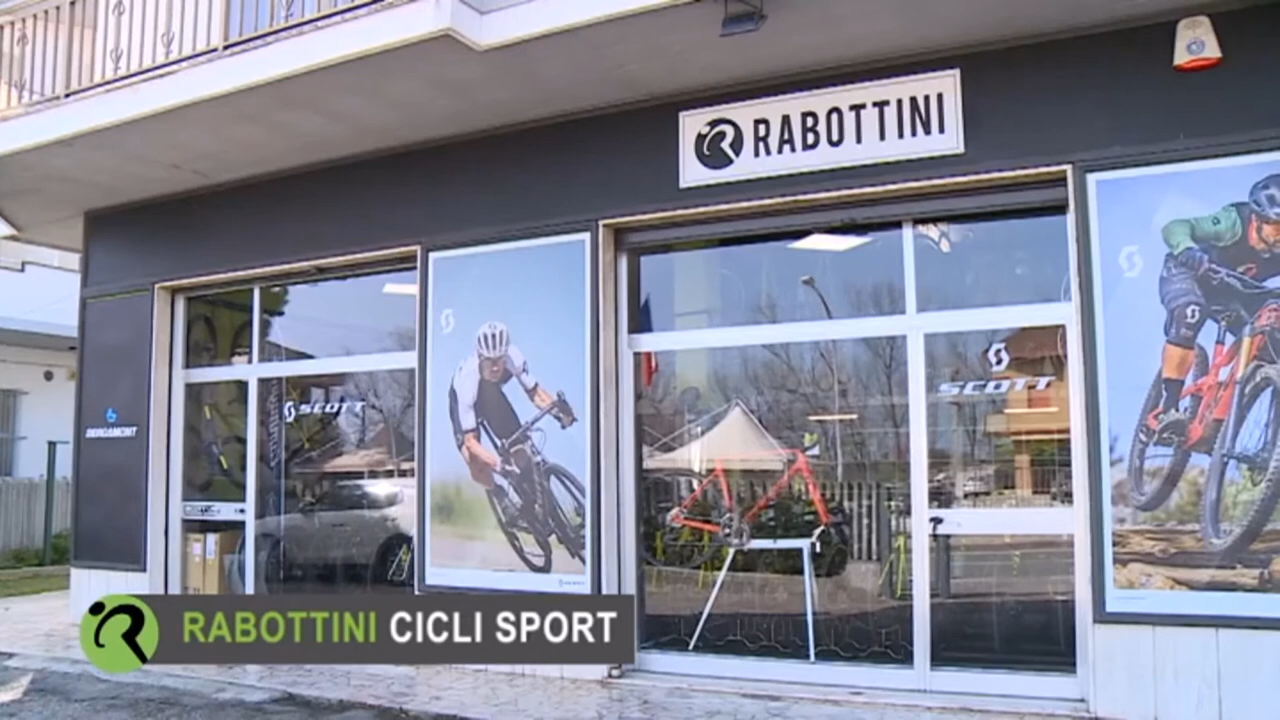 RABOTTINI
SCOTT
SCOTT
BERGAMONT
RABOTTINI CICLI SPORT